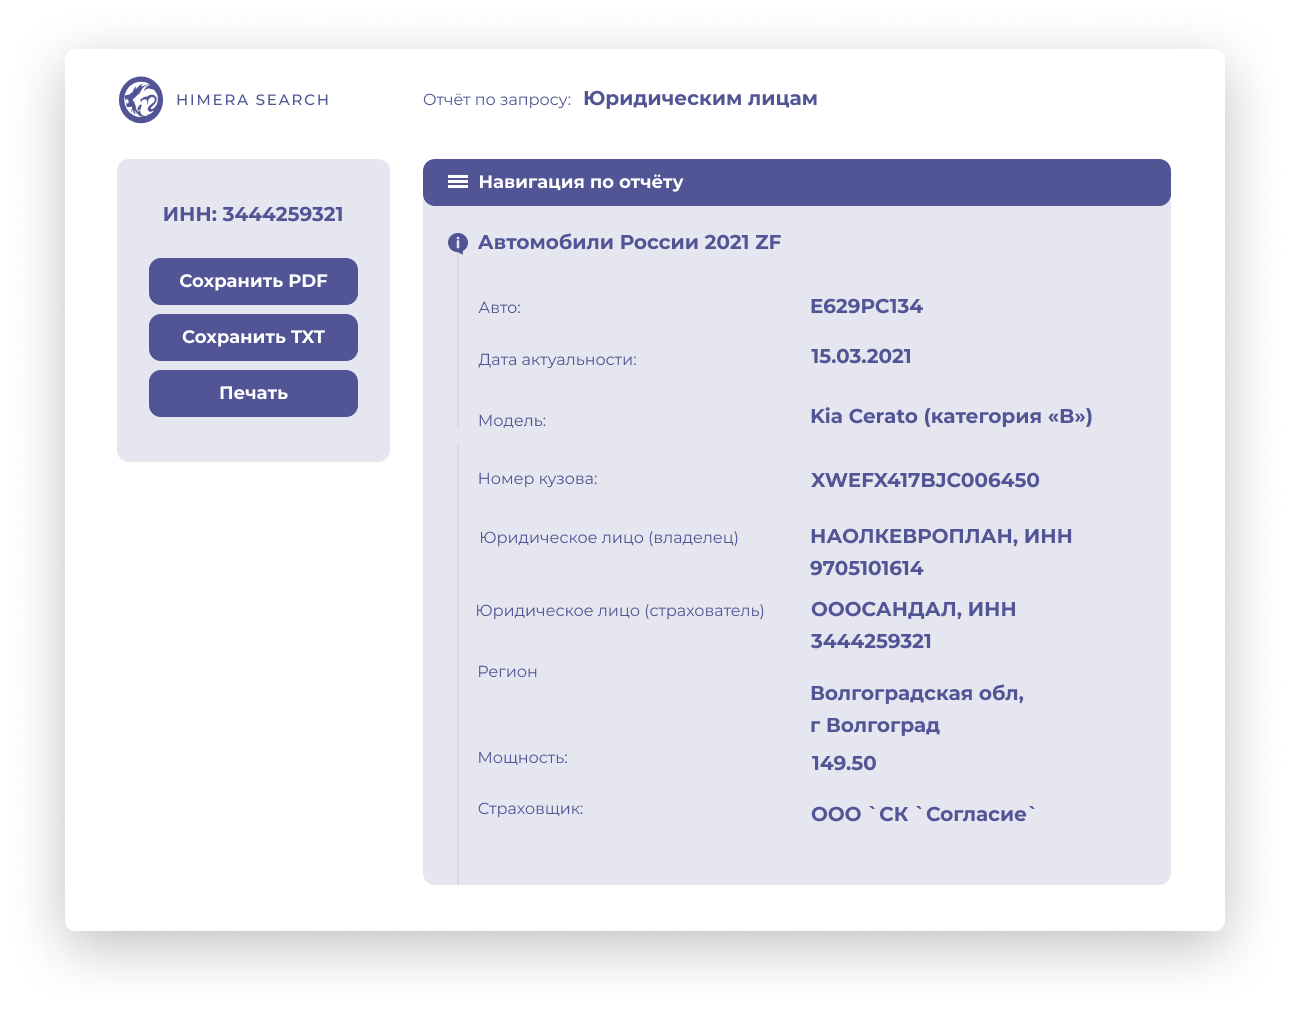 HIMERA SEARCH
Отчёт по запросу: Юридическим лицам
ИНН: 3444259321
Сохранить PDF
Сохранить TXT
Печать
Навигация по отчёту
Автомобили России 2021 ZF
Авто: E629PC134
Дата актуальности: 15.03.2021
Модель: Kia Cerato (категория «B»)
Номер кузова: XWEFX417BJC006450
Юридическое лицо (владелец) НАОЛКЕВРОПЛАН, ИНН
9705101614
Юридическое лицо (страхователь) ОООСАНДАЛ, ИНН
3444259321
Регион
Волгоградская обл,
г Волгоград
Мощность: 149.50
Страховщик: ООО `СК `Согласие`